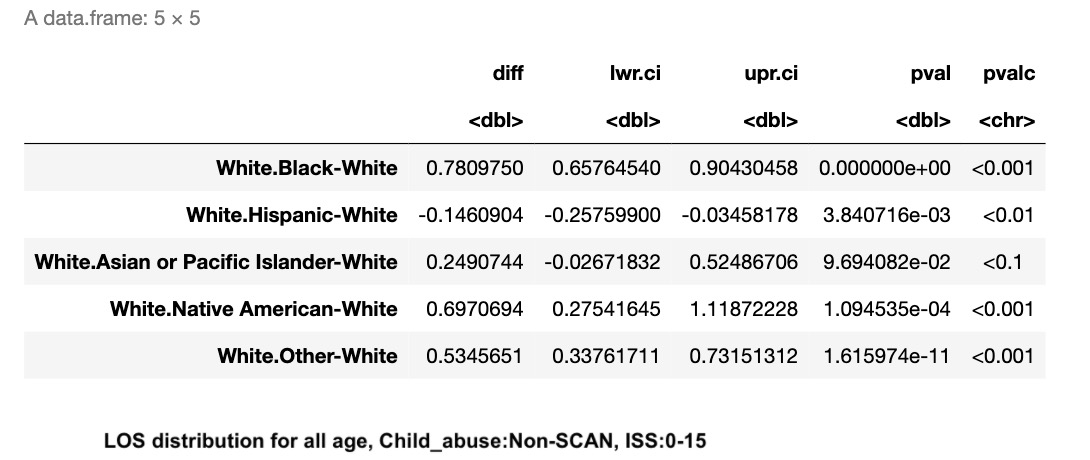 A data.frame: 5 × 5
diff lwr.ci upr.ci pval pvalc
<dbl> <dbl> <dbl> <dbl> <chr>
White.Black-White 0.7809750 0.65764540 0.90430458 0.000000e+00 <0.001
White.Hispanic-White -0.1460904 -0.25759900 -0.03458178 3.840716e-03 <0.01
White.Asian or Pacific Islander-White 0.2490744 -0.02671832 0.52486706 9.694082e-02 <0.1
White.Native American-White 0.6970694 0.27541645 1.11872228 1.094535e-04 <0.001
White.Other-White 0.5345651 0.33761711 0.73151312 1.615974e-11 <0.001
LOS distribution for all age, Child_abuse:Non-SCAN, ISS:0-15